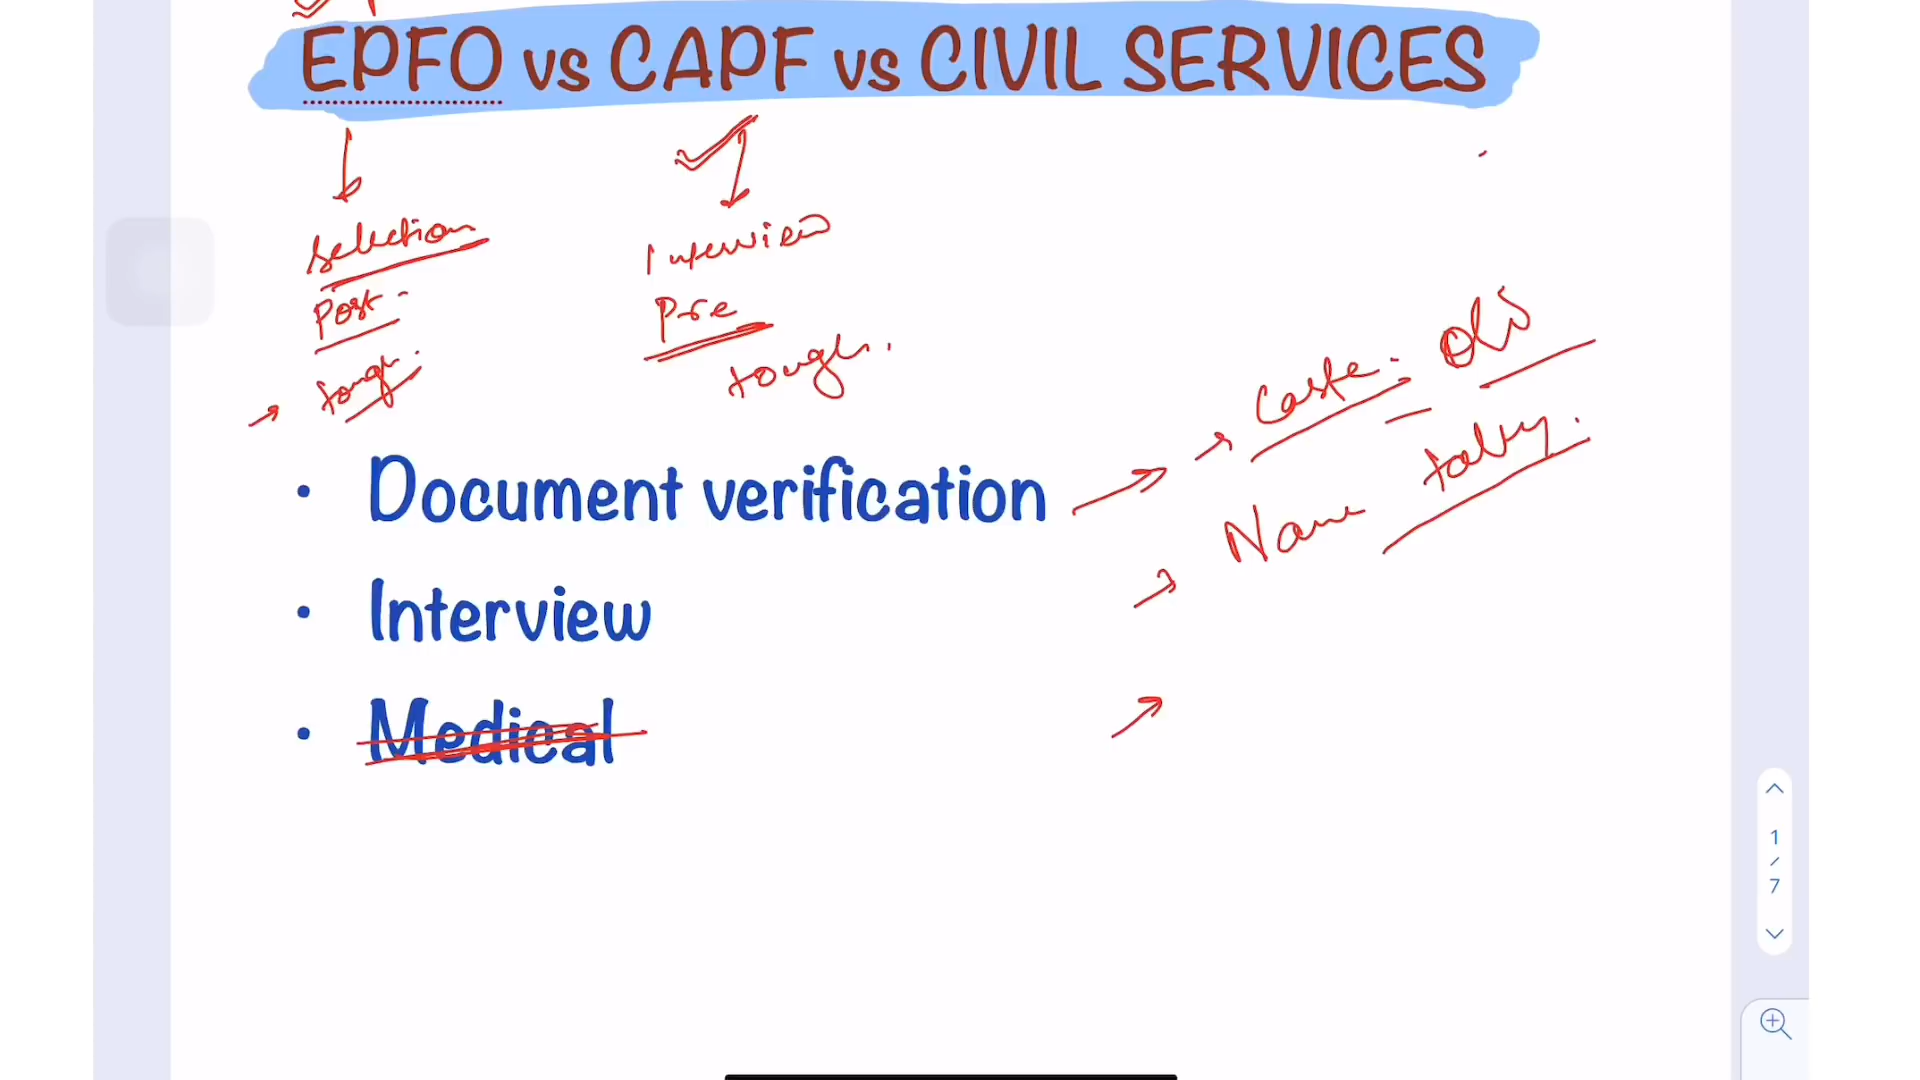 EPFO vs CAPF vs CIVIL SERVICES
Selection
Interview
Post.
Pre
tough.
tough.
Caste.
Name tally.
• Document verification
• Interview
• Medical
1
/
7